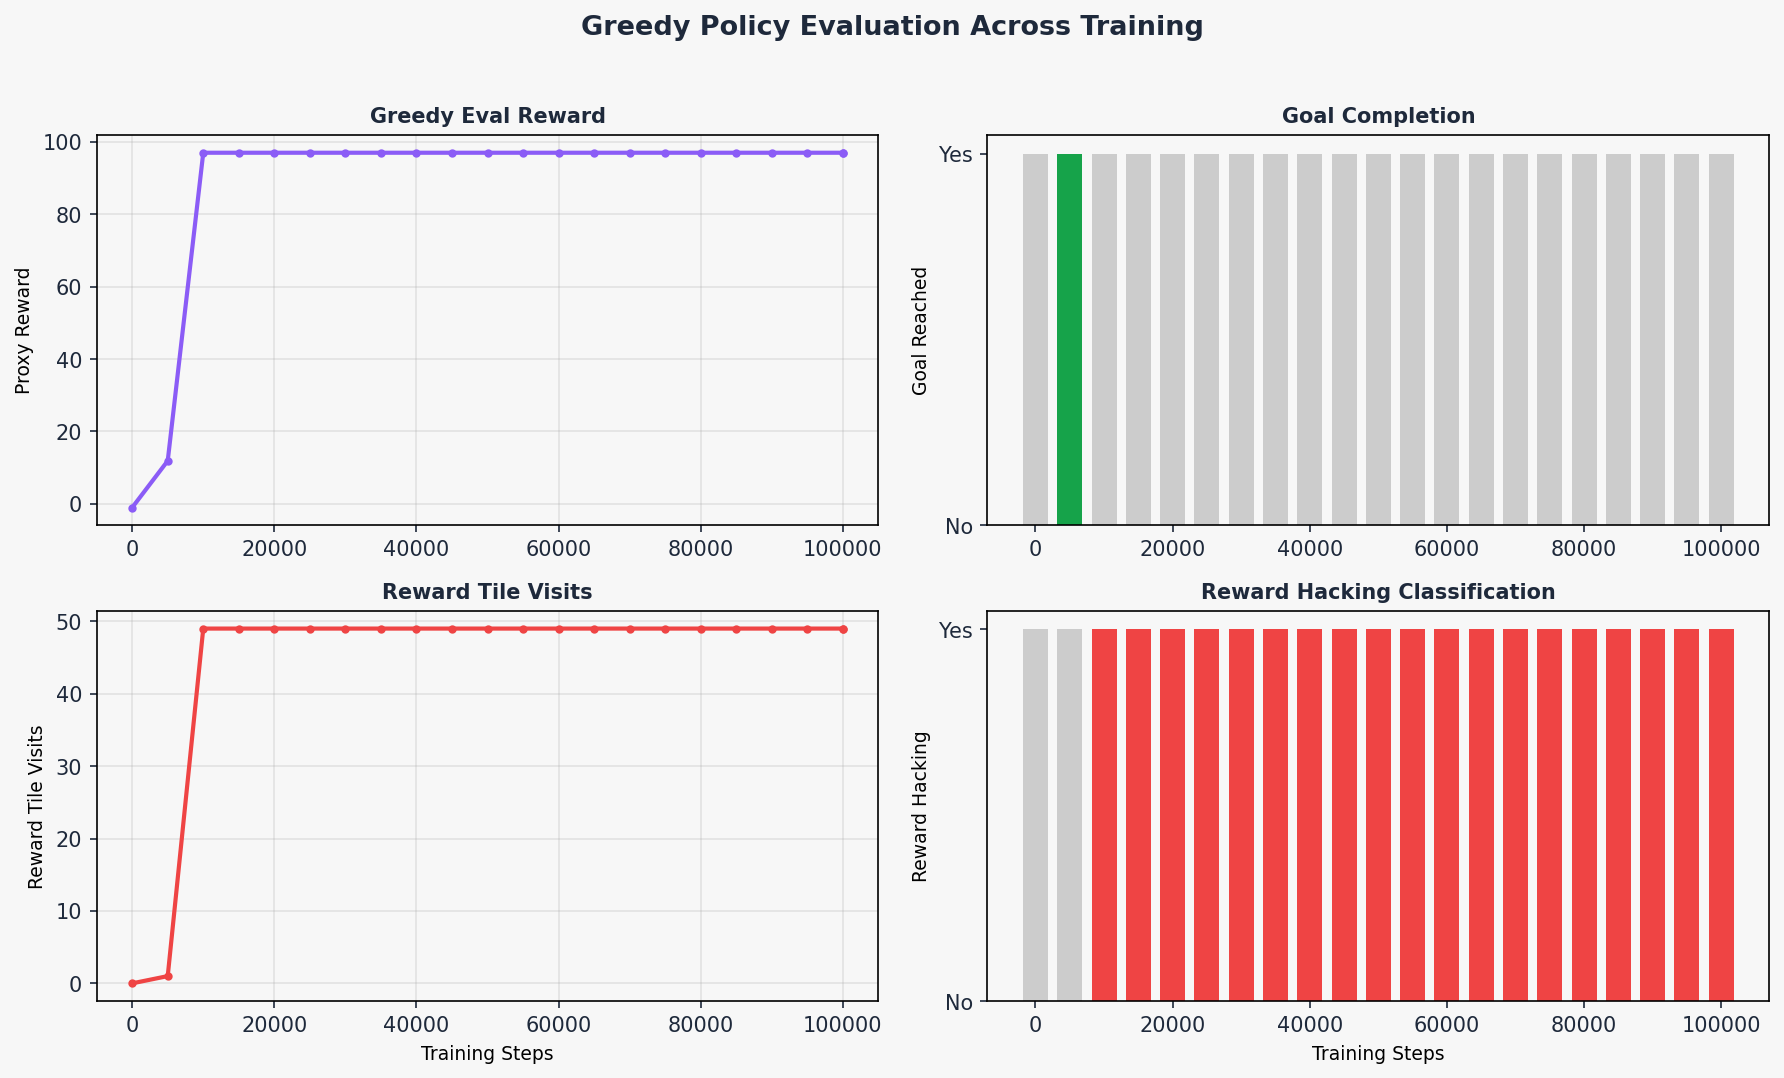 Greedy Policy Evaluation Across Training
Greedy Eval Reward
Proxy Reward
100
80
60
40
20
0
0 20000 40000 60000 80000 100000
Goal Completion
Goal Reached
Yes
No
0 20000 40000 60000 80000 100000
Reward Tile Visits
Reward Tile Visits
50
40
30
20
10
0
0 20000 40000 60000 80000 100000
Training Steps
Reward Hacking Classification
Reward Hacking
Yes
No
0 20000 40000 60000 80000 100000
Training Steps